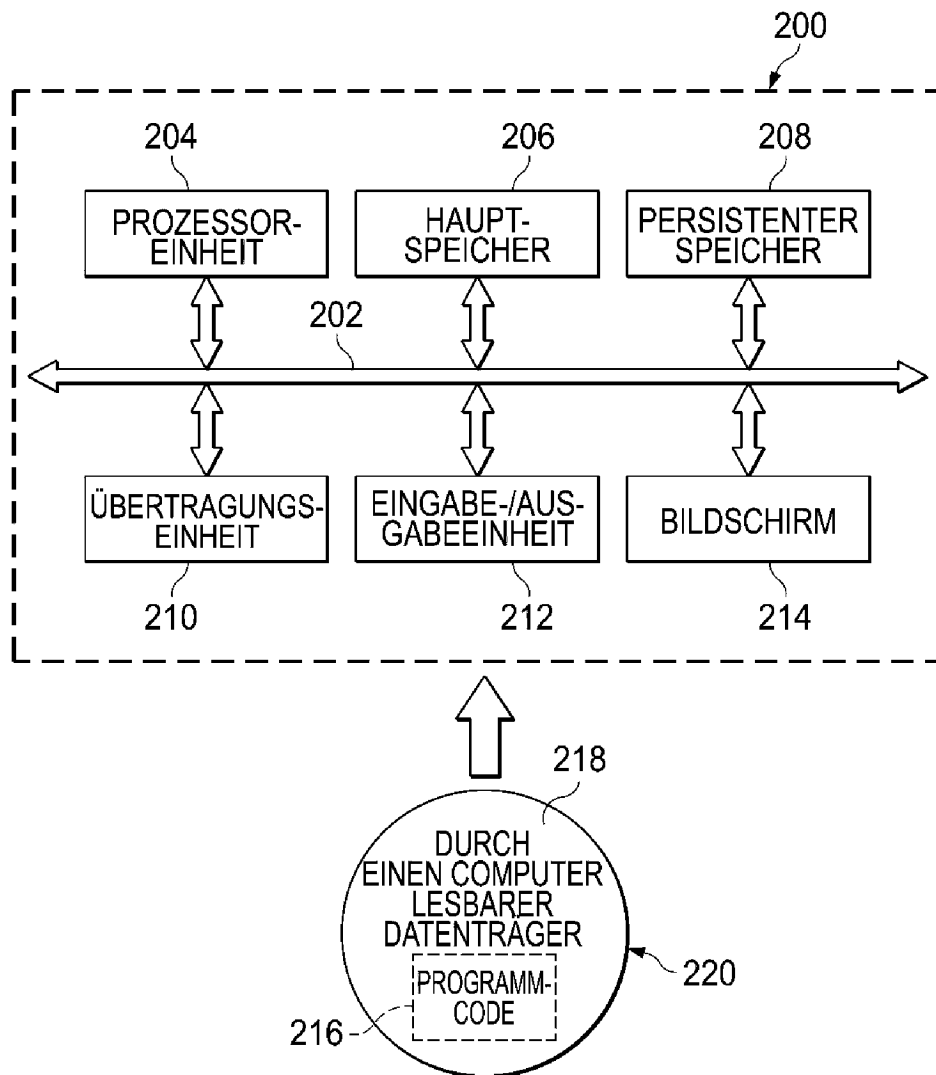 200
204
206
208
PROZESSOR-
EINHEIT
HAUPT-
SPEICHER
PERSISTENTER
SPEICHER
202
ÜBERTRAGUNGS-
EINHEIT
EINGABE-/AUS-
GABEEINHEIT
BILDSCHIRM
210
212
214
218
DURCH
EINEN COMPUTER
LESBARER
DATENTRÄGER
PROGRAMM-
CODE
216
220